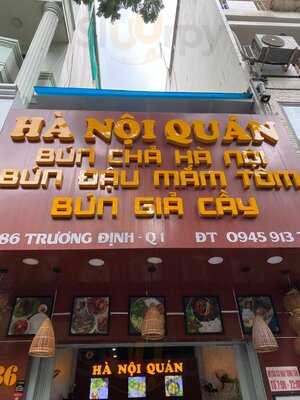 HÀ NỘI QUÁN
BÚN CHẢ HÀ NỘI
BÚN ĐẬU MẮM TÔM
BÚN GIẢ CẦY
86 TRƯƠNG ĐỊNH - Q1 ĐT 0945 913
HÀ NỘI QUÁN
86